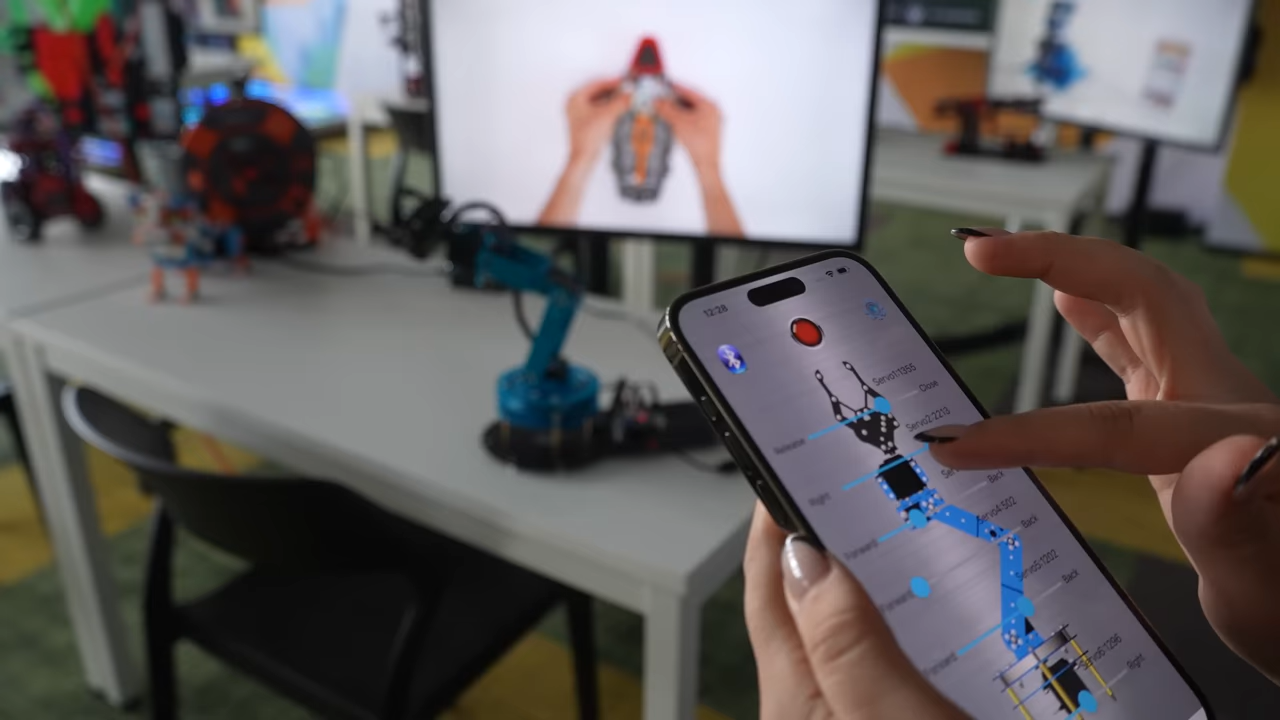 12:28
Servo1:1355
Close
Servo2:2213
Release
Right
Back
Servo4:502
Forward
Back
Servo5:1202
Forward
Back
Forward
Servo6:1296
Right